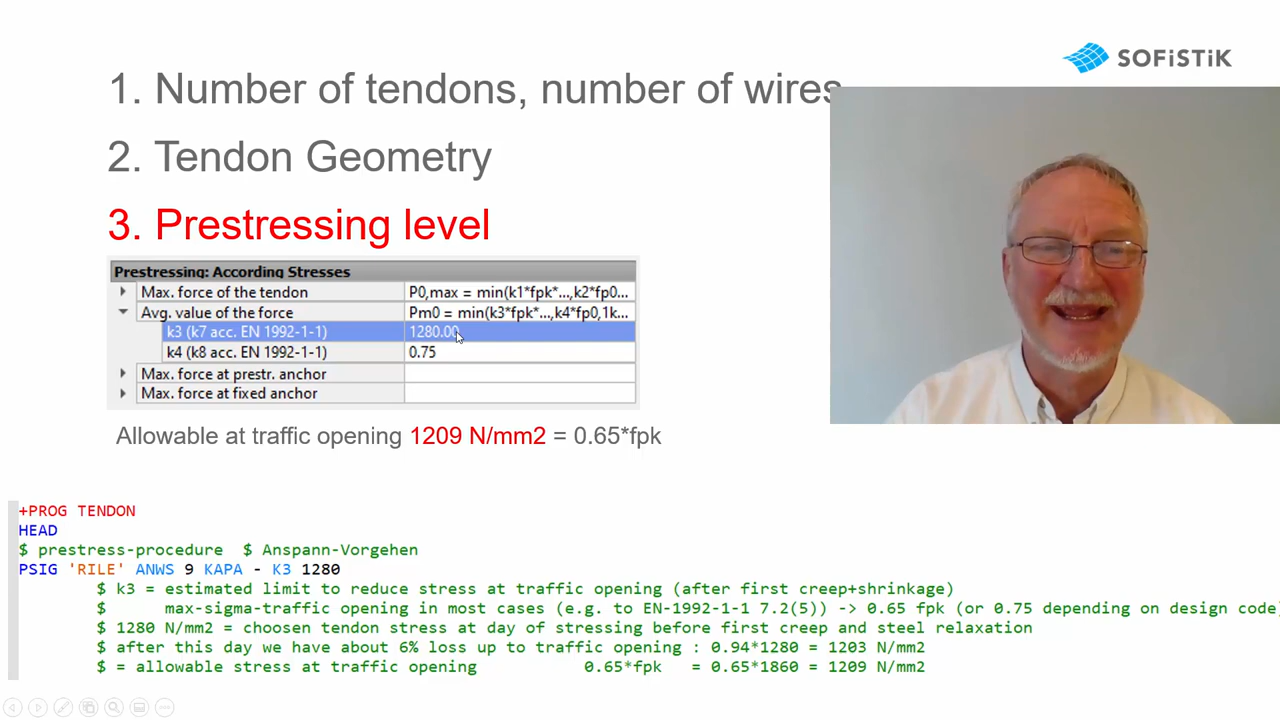 SOFiSTiK
1. Number of tendons, number of wires
2. Tendon Geometry
3. Prestressing level
Prestressing: According Stresses
Max. force of the tendon P0,max = min(k1*fpk*...,k2*fp0...
Avg. value of the force Pm0 = min(k3*fpk*...,k4*fp0,1k...
k3 (k7 acc. EN 1992-1-1) 1280.00
k4 (k8 acc. EN 1992-1-1) 0.75
Max. force at prestr. anchor
Max. force at fixed anchor
Allowable at traffic opening 1209 N/mm2 = 0.65*fpk
+PROG TENDON
HEAD
$ prestress-procedure $ Anspann-Vorgehen
PSIG 'RILE' ANWS 9 KAPA - K3 1280
$ k3 = estimated limit to reduce stress at traffic opening (after first creep+shrinkage)
$ max-sigma-traffic opening in most cases (e.g. to EN-1992-1-1 7.2(5)) -> 0.65 fpk (or 0.75 depending on design code)
$ 1280 N/mm2 = choosen tendon stress at day of stressing before first creep and steel relaxation
$ after this day we have about 6% loss up to traffic opening : 0.94*1280 = 1203 N/mm2
$ = allowable stress at traffic opening 0.65*fpk = 0.65*1860 = 1209 N/mm2